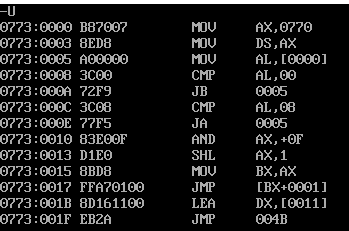 -U
0773:0000 B87007 MOV AX,0770
0773:0003 8ED8 MOV DS,AX
0773:0005 A00000 MOV AL,[0000]
0773:0008 3C00 CMP AL,00
0773:000A 72F9 JB 0005
0773:000C 3C08 CMP AL,08
0773:000E 77F5 JA 0005
0773:0010 83E00F AND AX,+0F
0773:0013 D1E0 SHL AX,1
0773:0015 8BD8 MOV BX,AX
0773:0017 FFA70100 JMP [BX+0001]
0773:001B 8D161100 LEA DX,[0011]
0773:001F EB2A JMP 004B